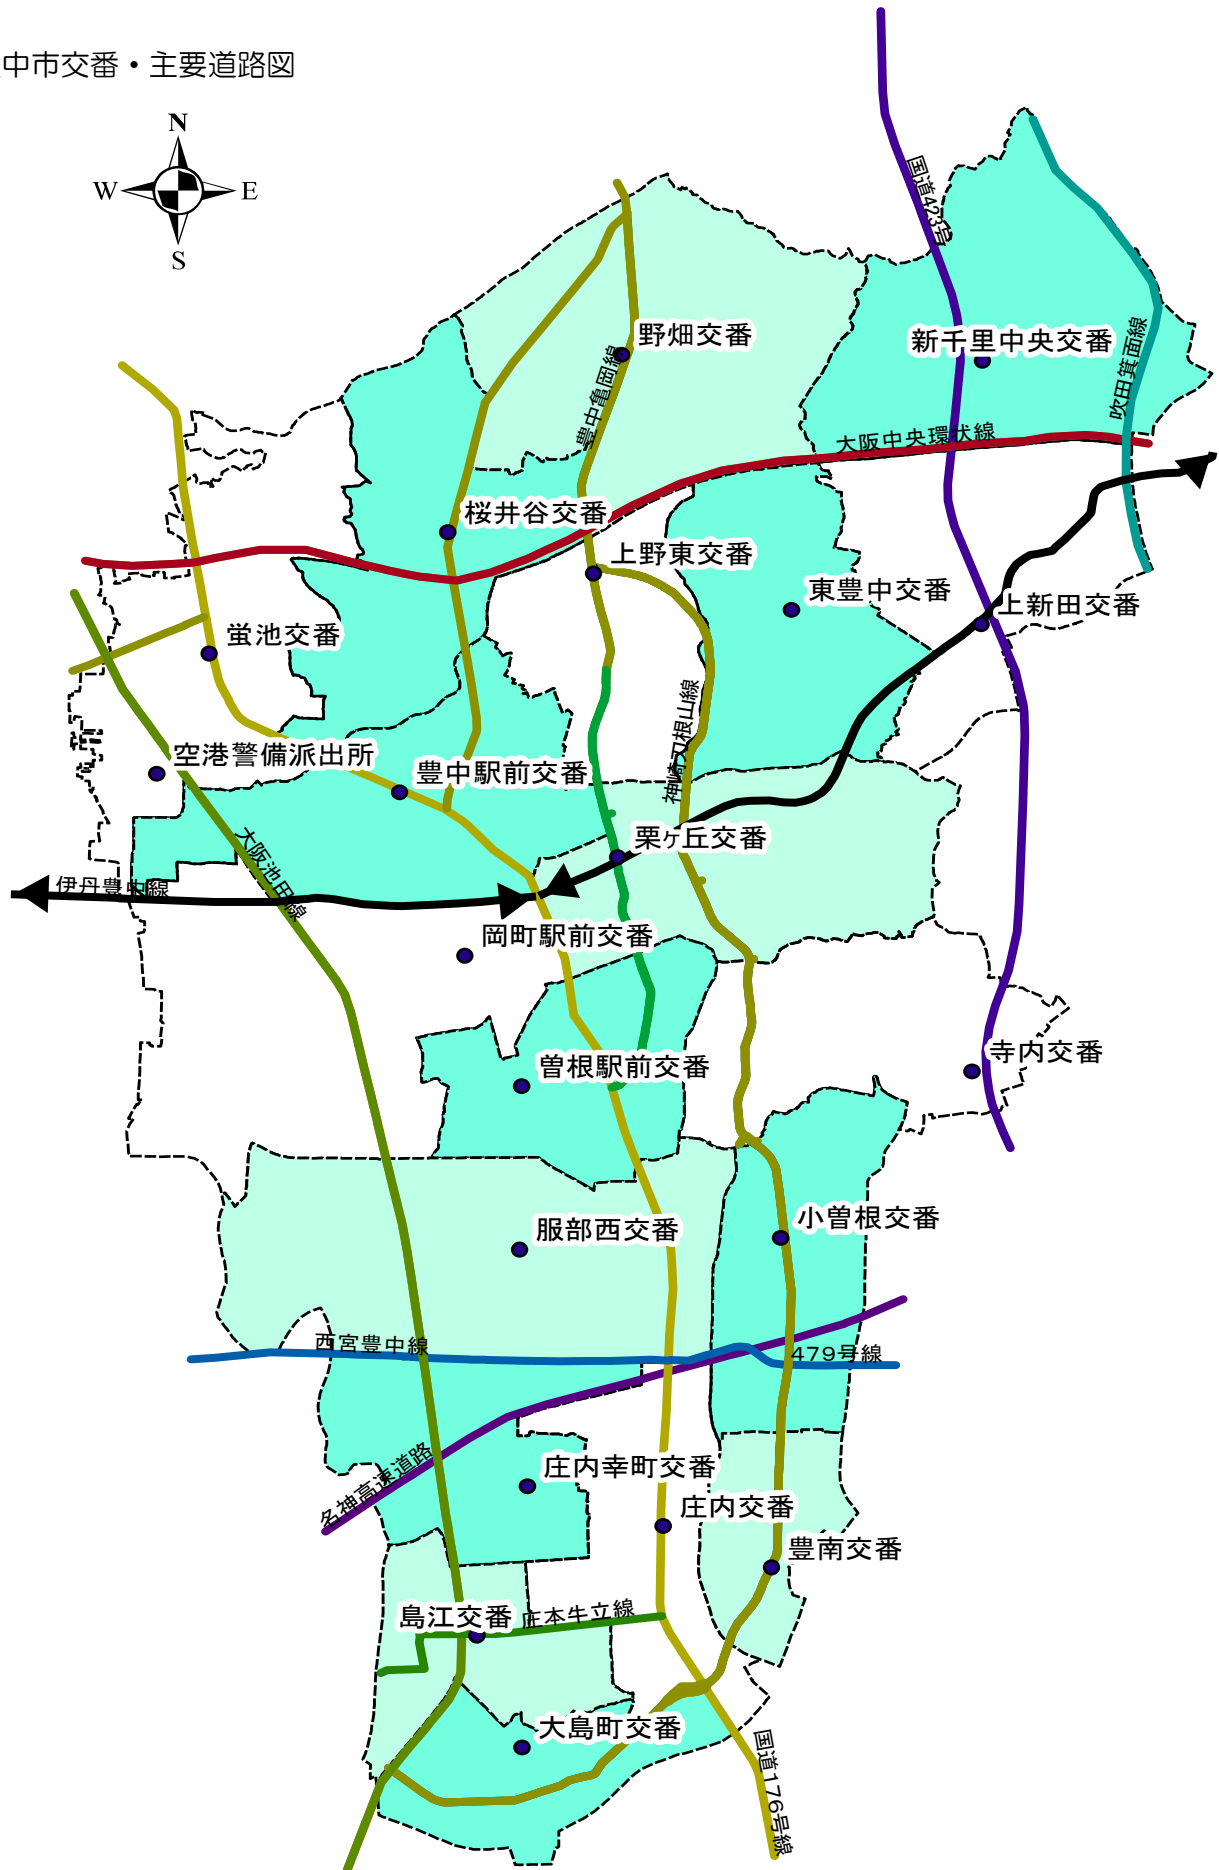 中市交番・主要道路図
N
W
E
S
国道423号
野畑交番
新千里中央交番
吹田箕面線
豊中亀岡線
大阪中央環状線
桜井谷交番
上野東交番
東豊中交番
上新田交番
蛍池交番
神崎刀根山線
空港警備派出所
豊中駅前交番
栗ケ丘交番
大阪池田線
伊丹豊中線
岡町駅前交番
寺内交番
曽根駅前交番
小曽根交番
服部西交番
西宮豊中線
479号線
名神高速道路
庄内幸町交番
庄内交番
豊南交番
島江交番
庄本牛立線
大島町交番
国道176号線